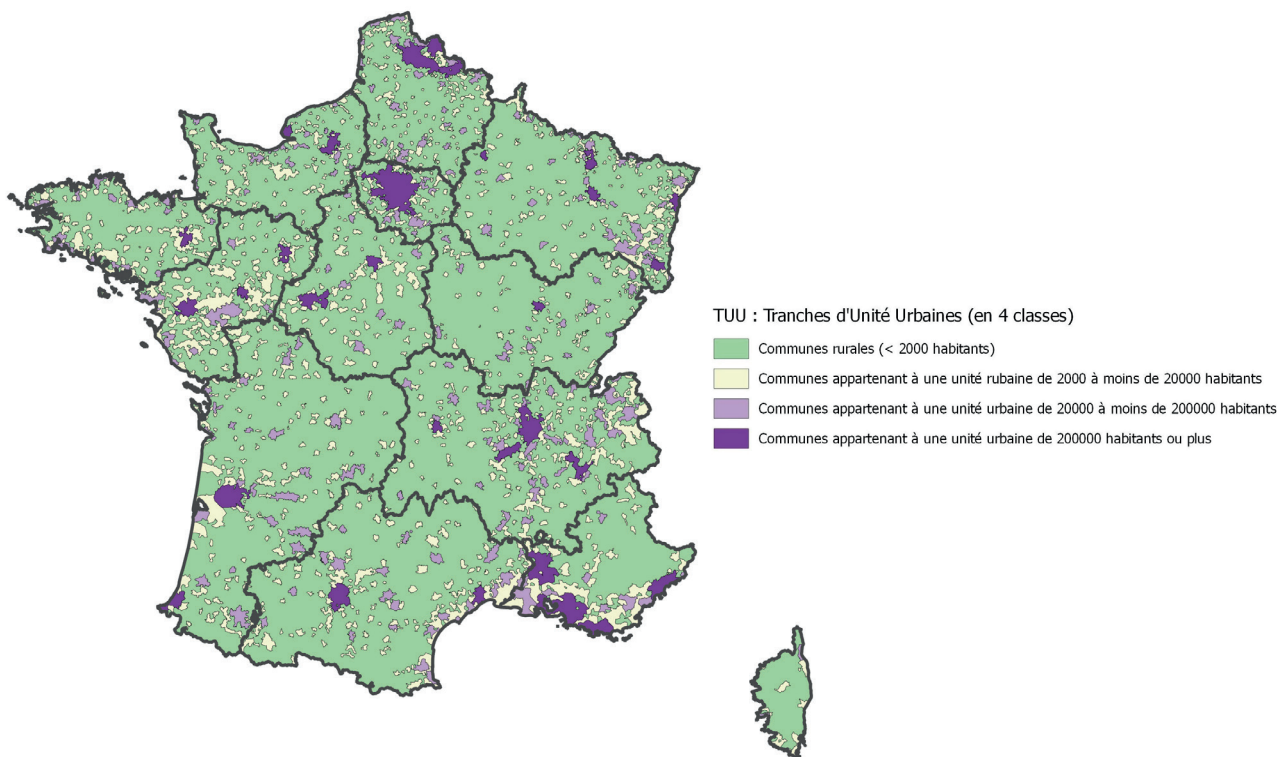 TUU : Tranches d'Unité Urbaines (en 4 classes)
Communes rurales (< 2000 habitants)
Communes appartenant à une unité rubaine de 2000 à moins de 20000 habitants
Communes appartenant à une unité urbaine de 20000 à moins de 200000 habitants
Communes appartenant à une unité urbaine de 200000 habitants ou plus